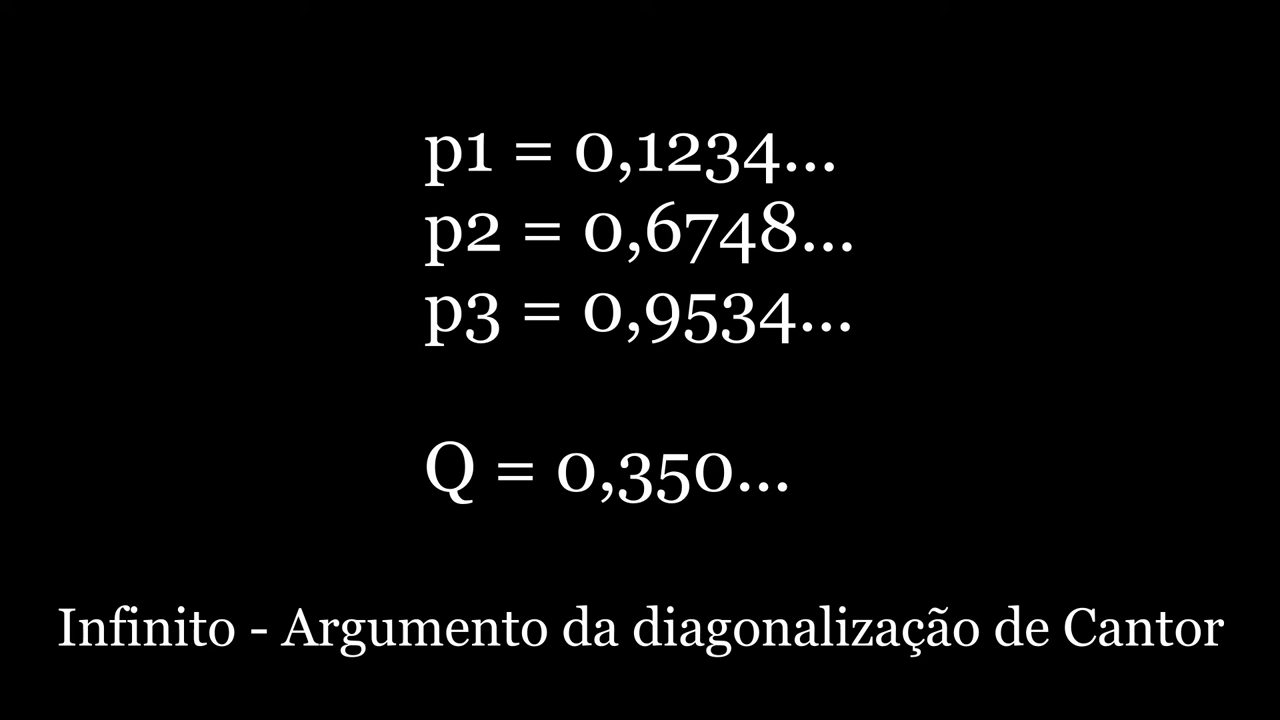 p1 = 0,1234...
p2 = 0,6748...
p3 = 0,9534...
Q = 0,350...
Infinito - Argumento da diagonalização de Cantor